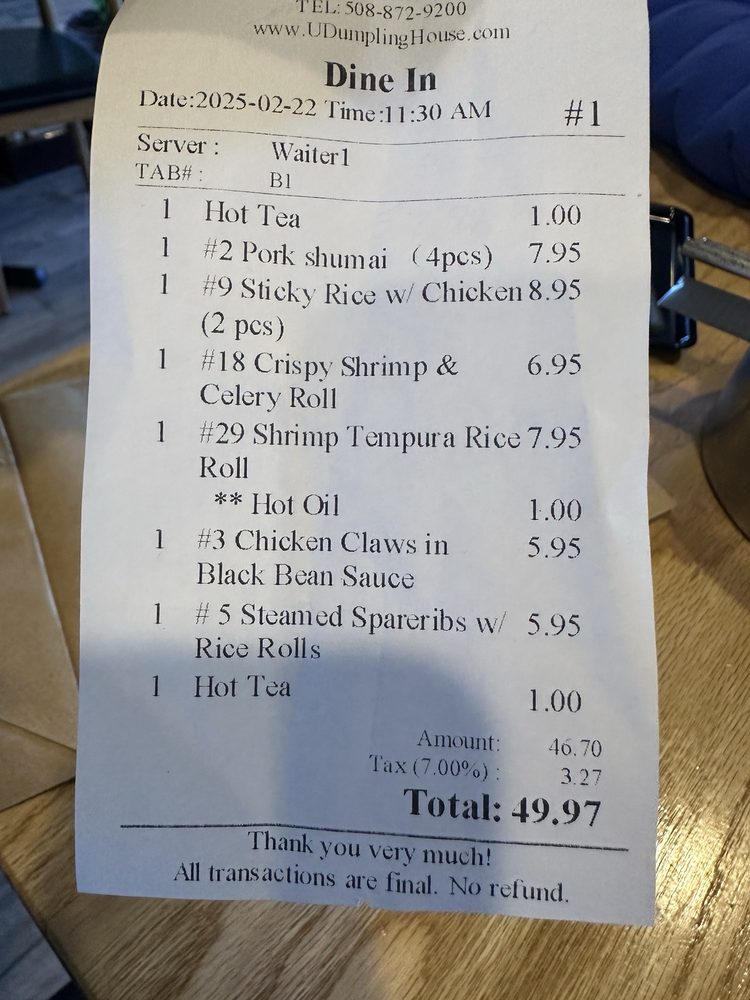 TEL: 508-872-9200
www.UDumplingHouse.com
Dine In
Date:2025-02-22 Time:11:30 AM #1
Server : Waiter1
TAB# : B1
1 Hot Tea 1.00
1 #2 Pork shumai (4pcs) 7.95
1 #9 Sticky Rice w/ Chicken 8.95
(2 pcs)
1 #18 Crispy Shrimp & 6.95
Celery Roll
1 #29 Shrimp Tempura Rice 7.95
Roll
** Hot Oil 1.00
1 #3 Chicken Claws in 5.95
Black Bean Sauce
1 # 5 Steamed Spareribs w/ 5.95
Rice Rolls
1 Hot Tea 1.00
Amount: 46.70
Tax (7.00%) : 3.27
Total: 49.97
Thank you very much!
All transactions are final. No refund.